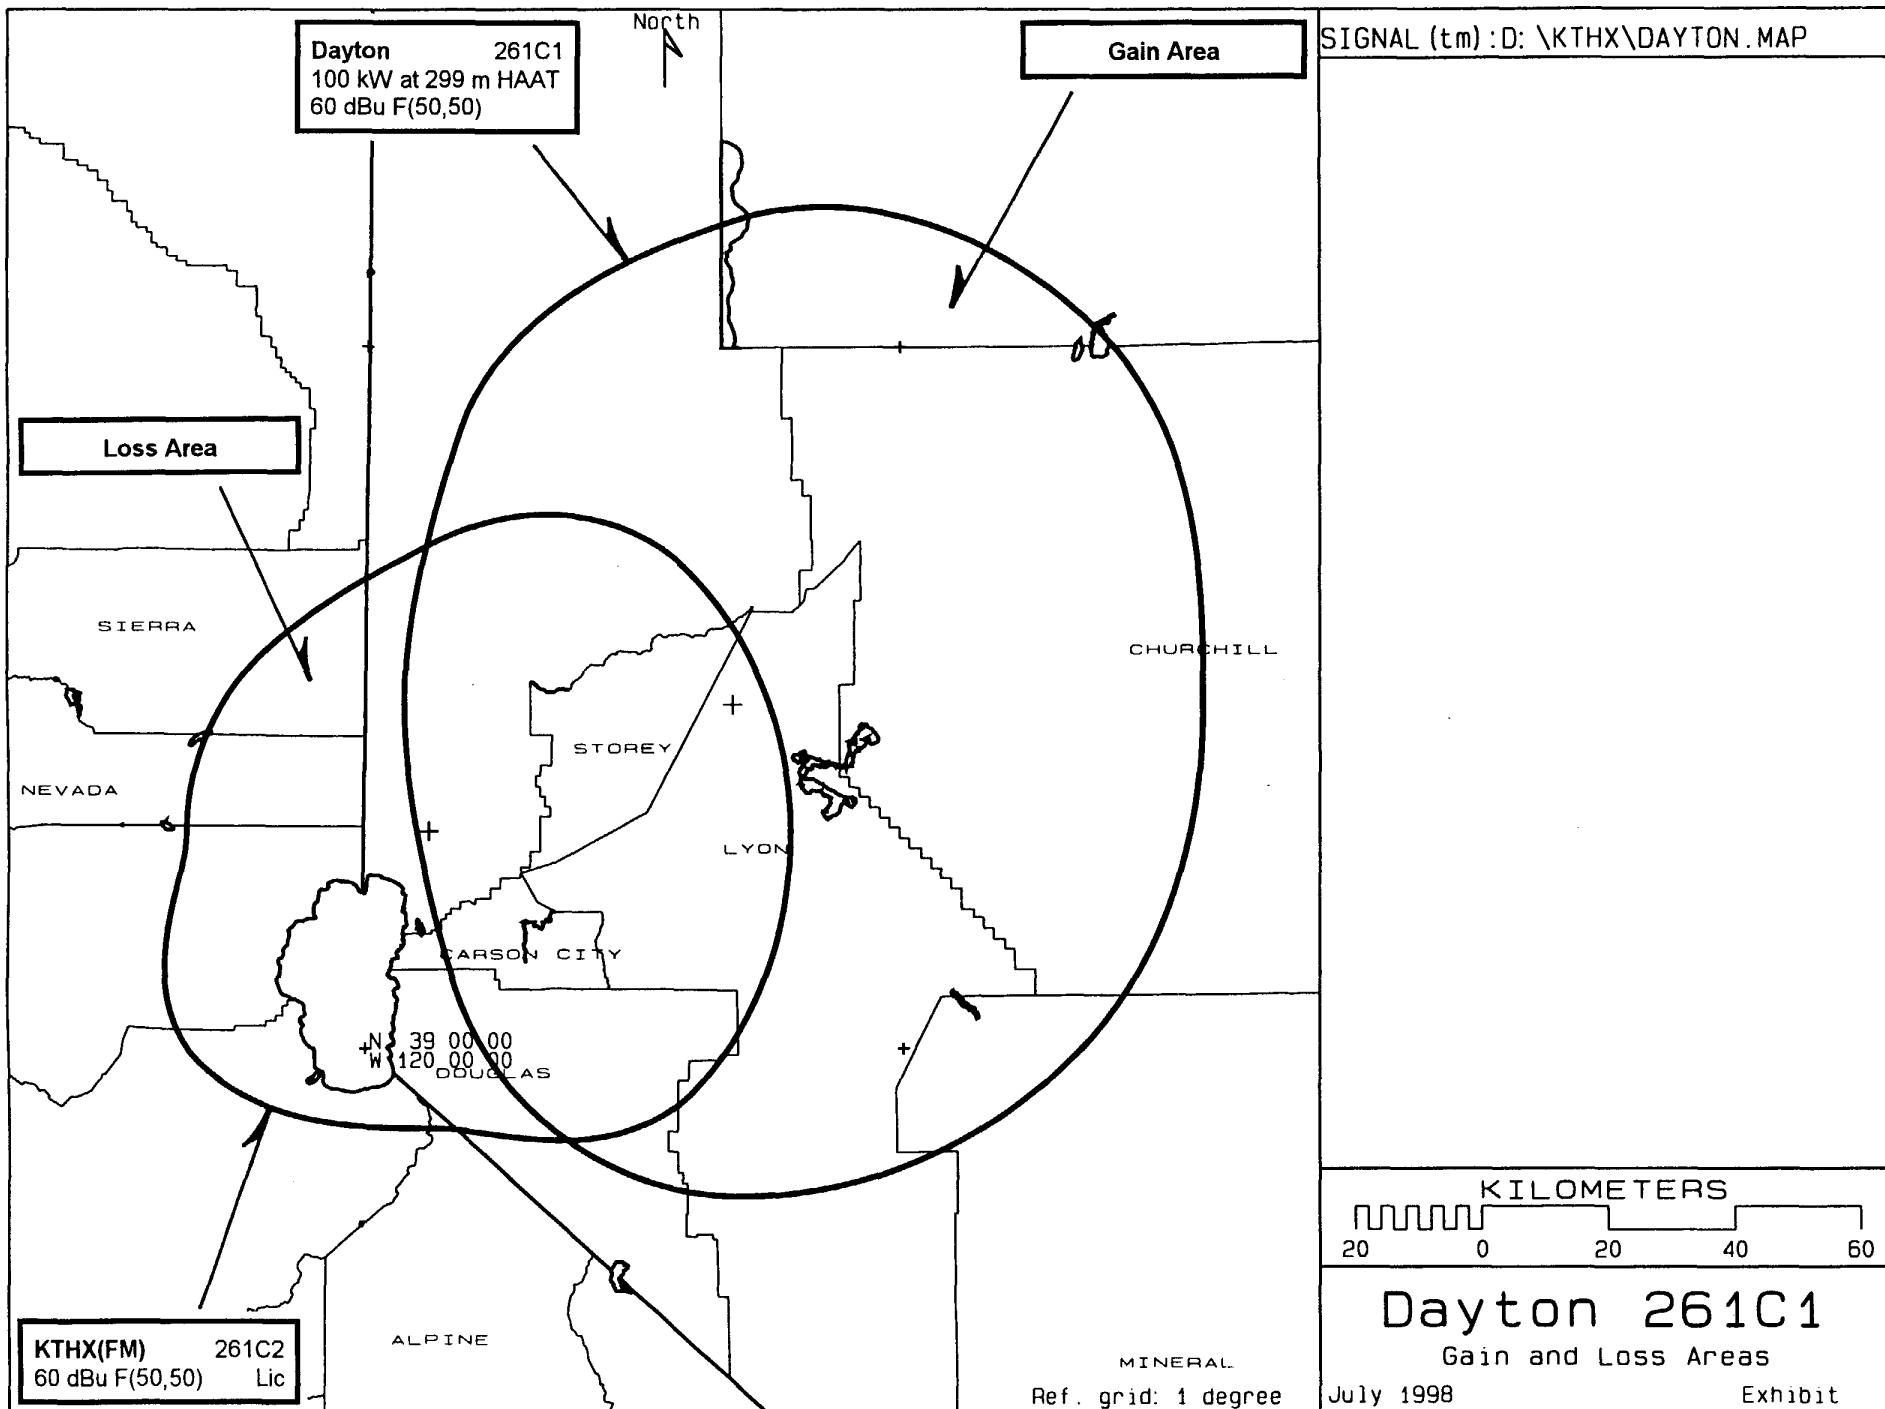 North
Dayton 261C1
100 kW at 299 m HAAT
60 dBu F(50,50)
Gain Area
SIGNAL (tm) :D: \KTHX\DAYTON.MAP
Loss Area
SIERRA
CHURCHILL
STOREY
NEVADA
LYON
CARSON CITY
N 39 00 00
W 120 00 00
DOUGLAS
KILOMETERS
20 0 20 40 60
Dayton 261C1
Gain and Loss Areas
KTHX(FM) 261C2
60 dBu F(50,50) Lic
ALPINE
MINERAL
Ref. grid: 1 degree
July 1998 Exhibit